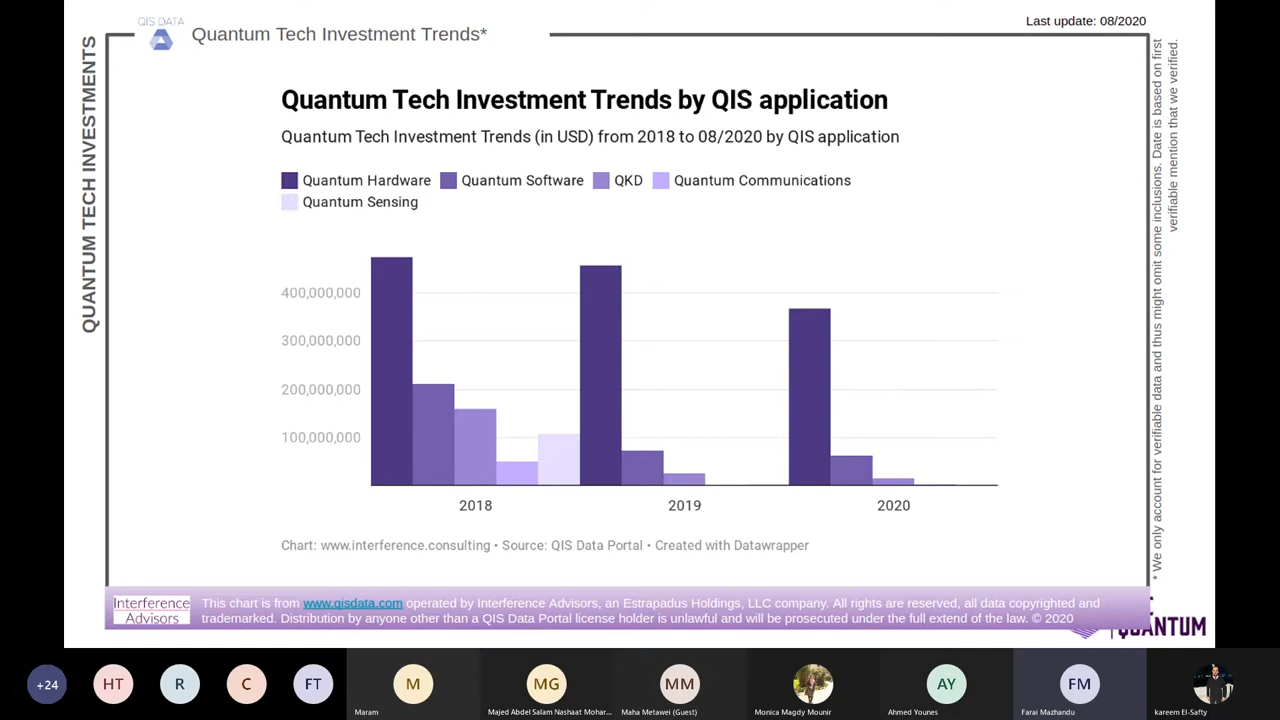 QIS DATA
Quantum Tech Investment Trends*
Last update: 08/2020
QUANTUM TECH INVESTMENTS
Quantum Tech Investment Trends by QIS application
Quantum Tech Investment Trends (in USD) from 2018 to 08/2020 by QIS application
Quantum Hardware Quantum Software QKD Quantum Communications
Quantum Sensing
400,000,000
300,000,000
200,000,000
100,000,000
2018 2019 2020
Chart: www.interference.consulting • Source: QIS Data Portal • Created with Datawrapper
* We only account for verifiable data and thus might omit some inclusions. Date is based on first
verifiable mention that we verified.
Interference
Advisors
This chart is from www.qisdata.com operated by Interference Advisors, an Estrapadus Holdings, LLC company. All rights are reserved, all data copyrighted and
trademarked. Distribution by anyone other than a QIS Data Portal license holder is unlawful and will be prosecuted under the full extend of the law. © 2020
QUANTUM
+24 HT R C FT M MG MM AY FM
Maram Majed Abdel Salam Nashaat Mohar... Maha Metawei (Guest) Monica Magdy Mounir Ahmed Younes Farai Mazhandu kareem El-Safty